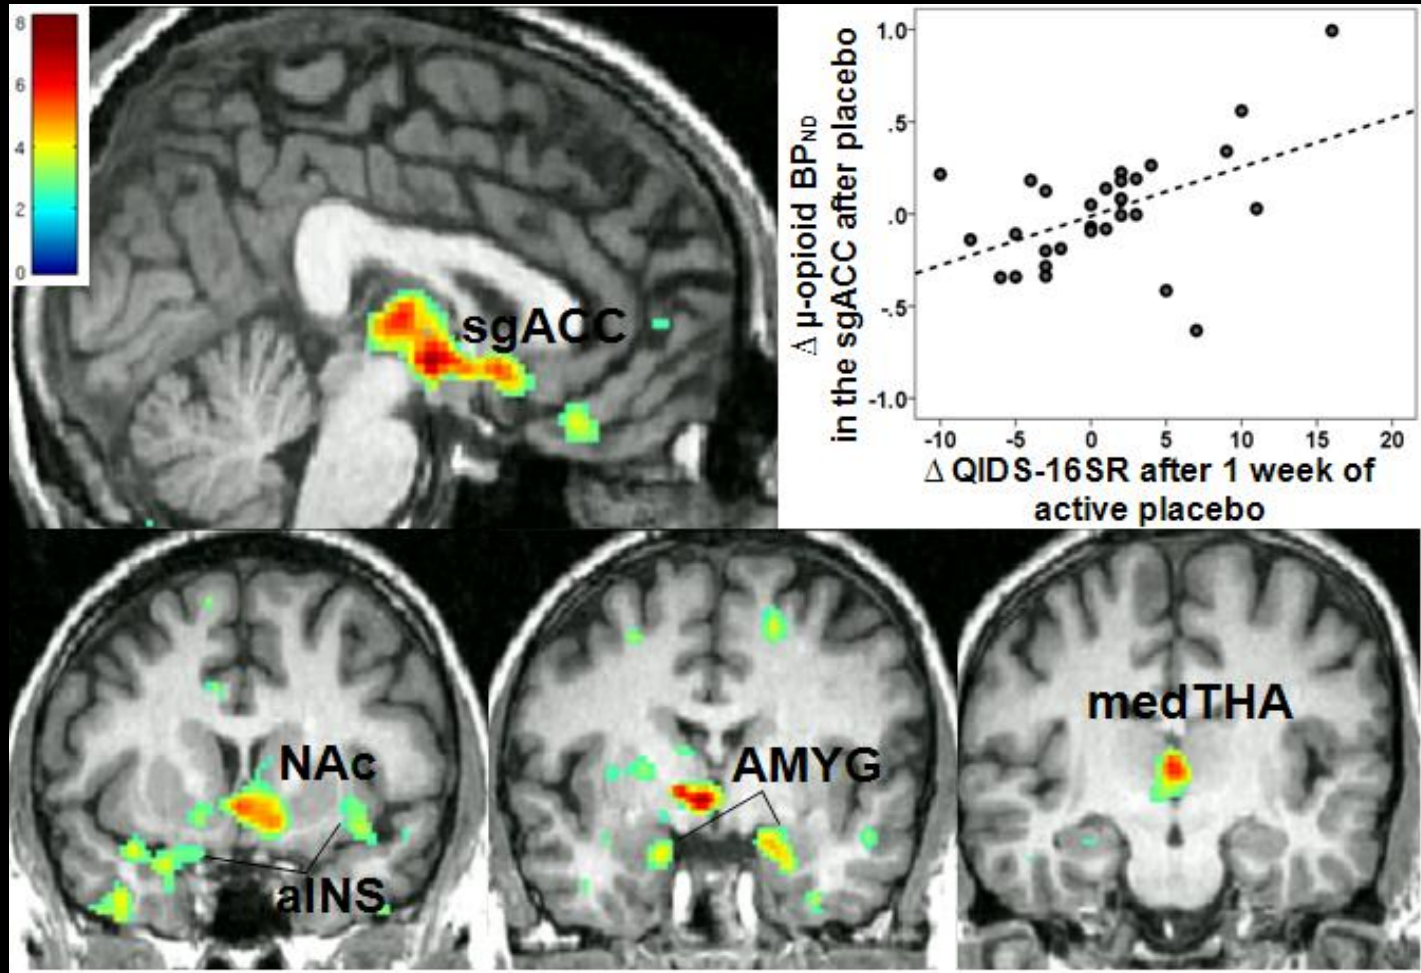 8
6
4
2
0
sgACC
Δ μ-opioid BPND
in the sgACC after placebo
1.0
.5
.0
-.5
-1.0
-10 -5 0 5 10 15 20
Δ QIDS-16SR after 1 week of
active placebo
NAc
aINS
AMYG
medTHA